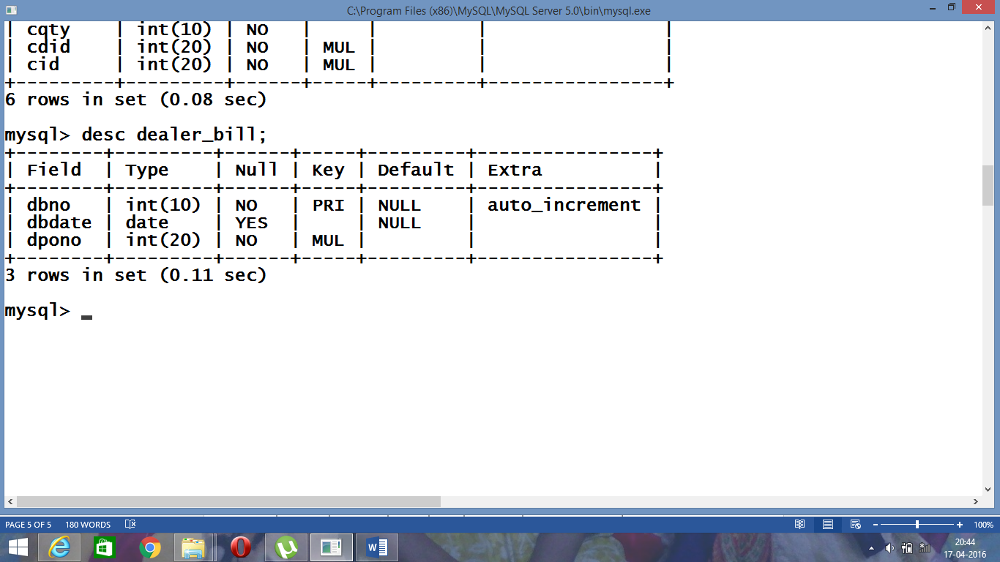 C:\Program Files (x86)\MySQL\MySQL Server 5.0\bin\mysql.exe
| cqty    | int(10) | NO   |     |         |                |
| cdid    | int(20) | NO   | MUL |         |                |
| cid     | int(20) | NO   | MUL |         |                |
+---------+---------+------+-----+---------+----------------+
6 rows in set (0.08 sec)
mysql> desc dealer_bill;
+--------+---------+------+-----+---------+----------------+
| Field  | Type    | Null | Key | Default | Extra          |
+--------+---------+------+-----+---------+----------------+
| dbno   | int(10) | NO   | PRI | NULL    | auto_increment |
| dbdate | date    | YES  |     | NULL    |                |
| dpono  | int(20) | NO   | MUL |         |                |
+--------+---------+------+-----+---------+----------------+
3 rows in set (0.11 sec)
mysql> _
PAGE 5 OF 5 180 WORDS 100%
20:44
17-04-2016